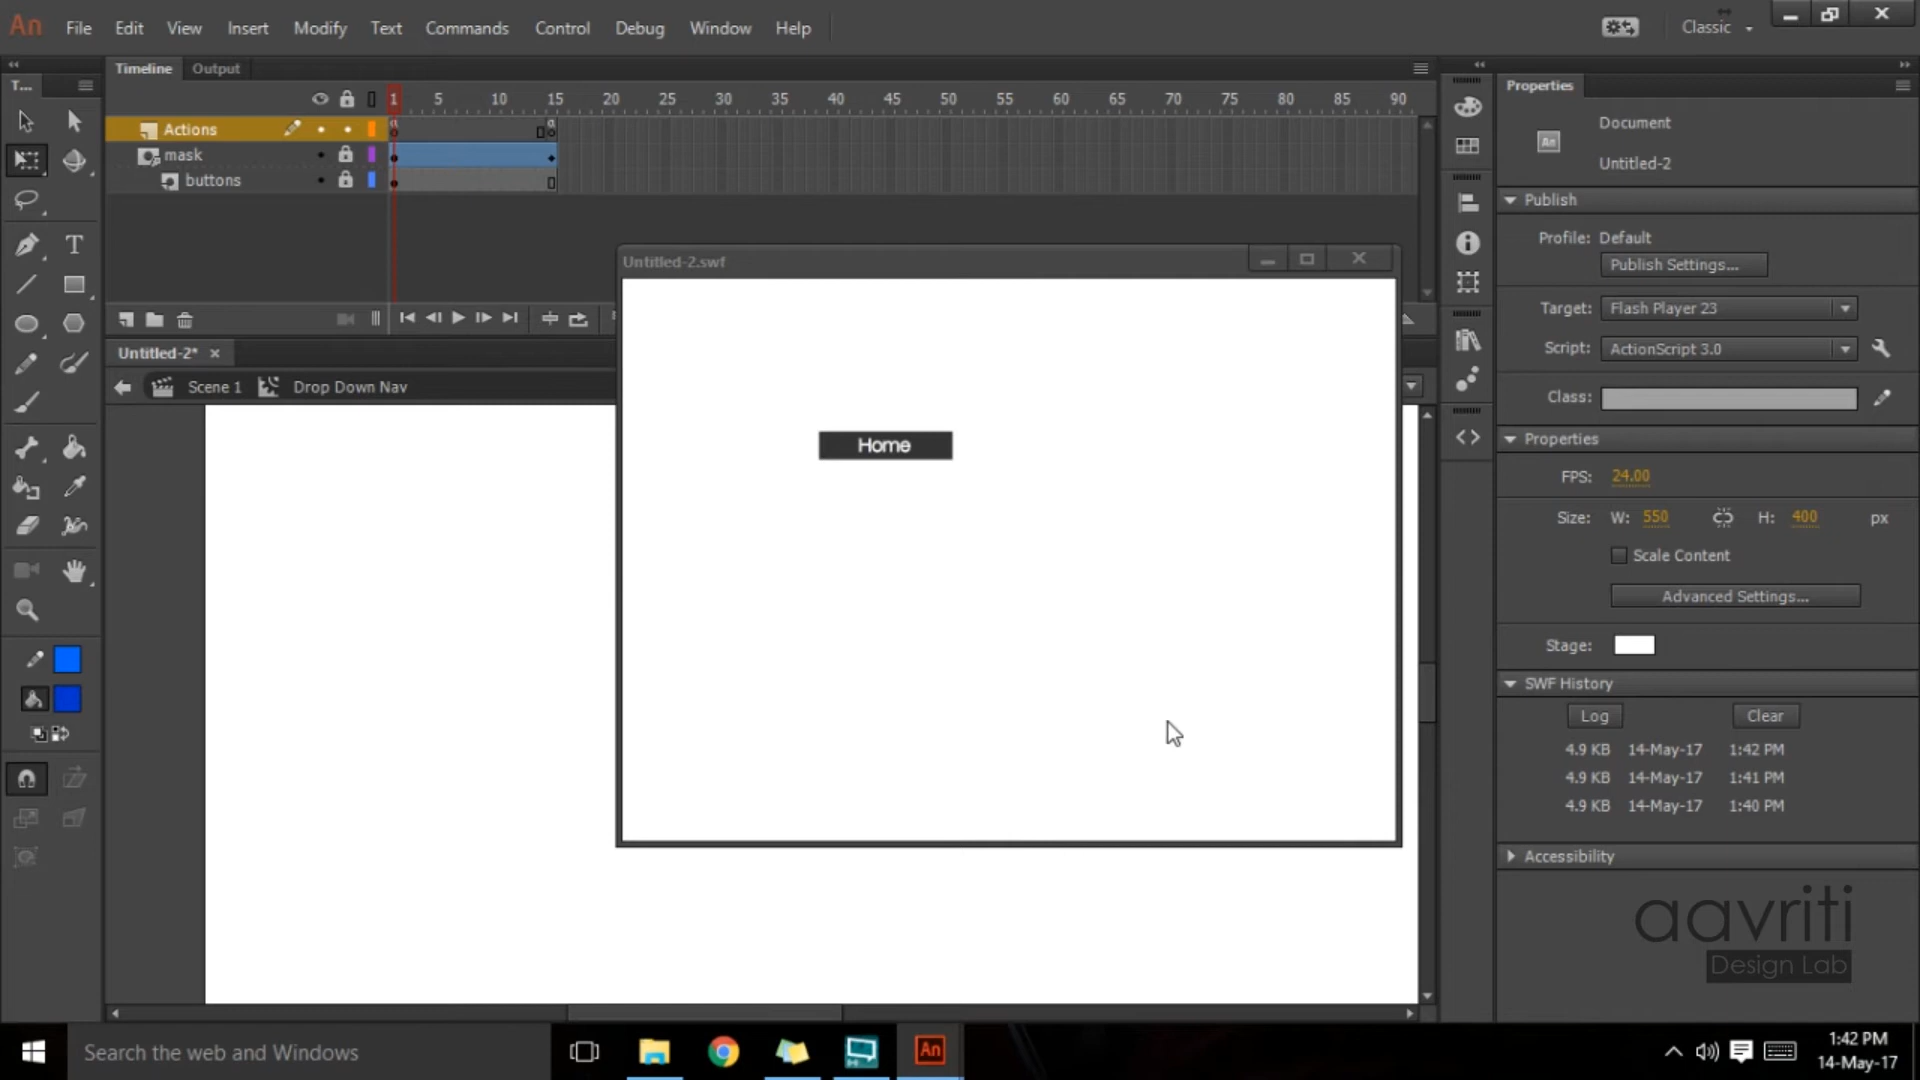 An File Edit View Insert Modify Text Commands Control Debug Window Help Classic
T... Timeline Output Properties
1 5 10 15 20 25 30 35 40 45 50 55 60 65 70 75 80 85 90
Actions
mask
buttons
Document
An
Untitled-2
Publish
Profile: Default
Publish Settings...
Target: Flash Player 23
Script: ActionScript 3.0
Class:
Properties
FPS: 24.00
Size: W: 550 H: 400 px
Scale Content
Advanced Settings...
Stage:
SWF History
Log Clear
4.9 KB 14-May-17 1:42 PM
4.9 KB 14-May-17 1:41 PM
4.9 KB 14-May-17 1:40 PM
Accessibility
Untitled-2.swf
Home
Untitled-2*
Scene 1 Drop Down Nav
T
aavriti
Design Lab
Search the web and Windows
An
1:42 PM
14-May-17